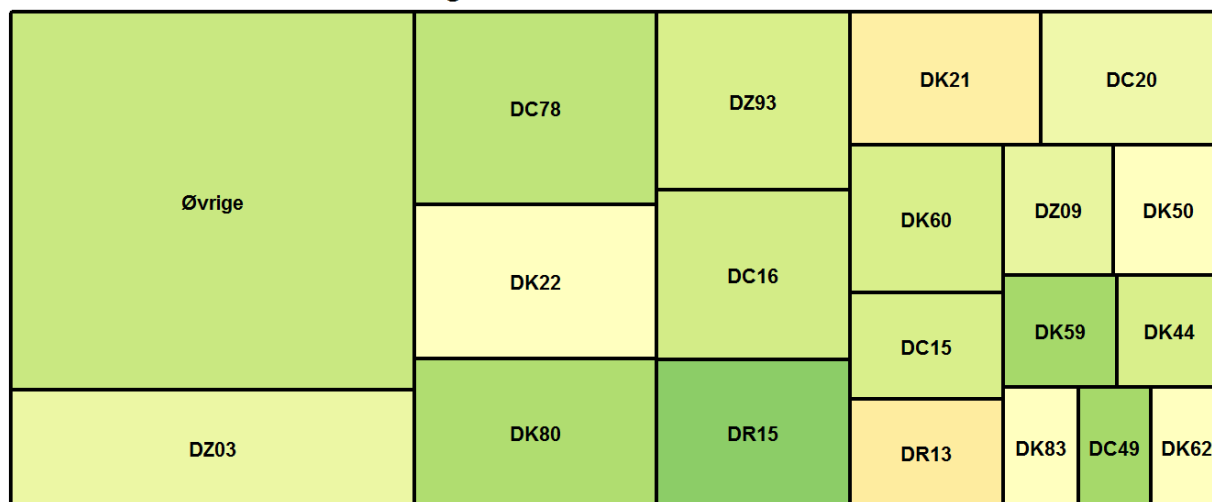 Øvrige
DZ03
DC78
DK22
DK80
DZ93
DC16
DR15
DK21
DC20
DK60
DC15
DR13
DZ09
DK50
DK59
DK44
DK83
DC49
DK62